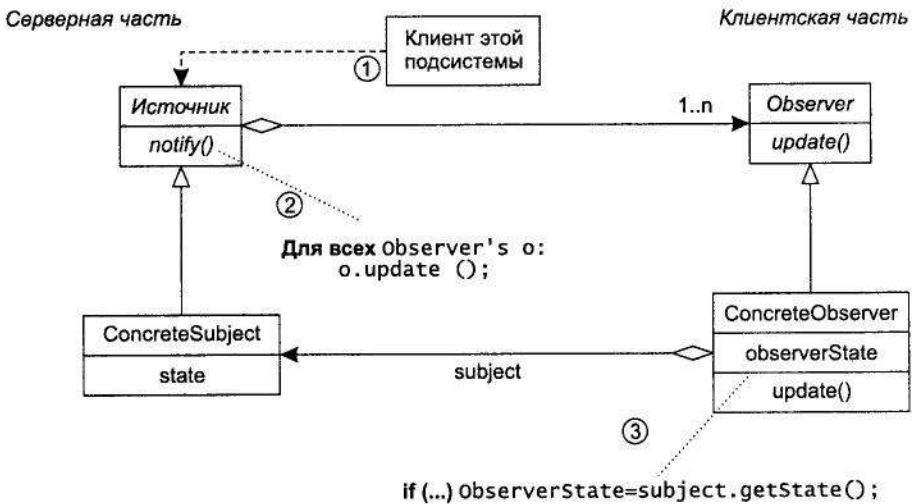 Серверная часть
Клиентская часть
Клиент этой
подсистемы
1
Источник
notify()
1..n
Observer
update()
2
Для всех Observer's o:
o.update ();
ConcreteSubject
state
subject
ConcreteObserver
observerState
update()
3
if (...) ObserverState=subject.getState();